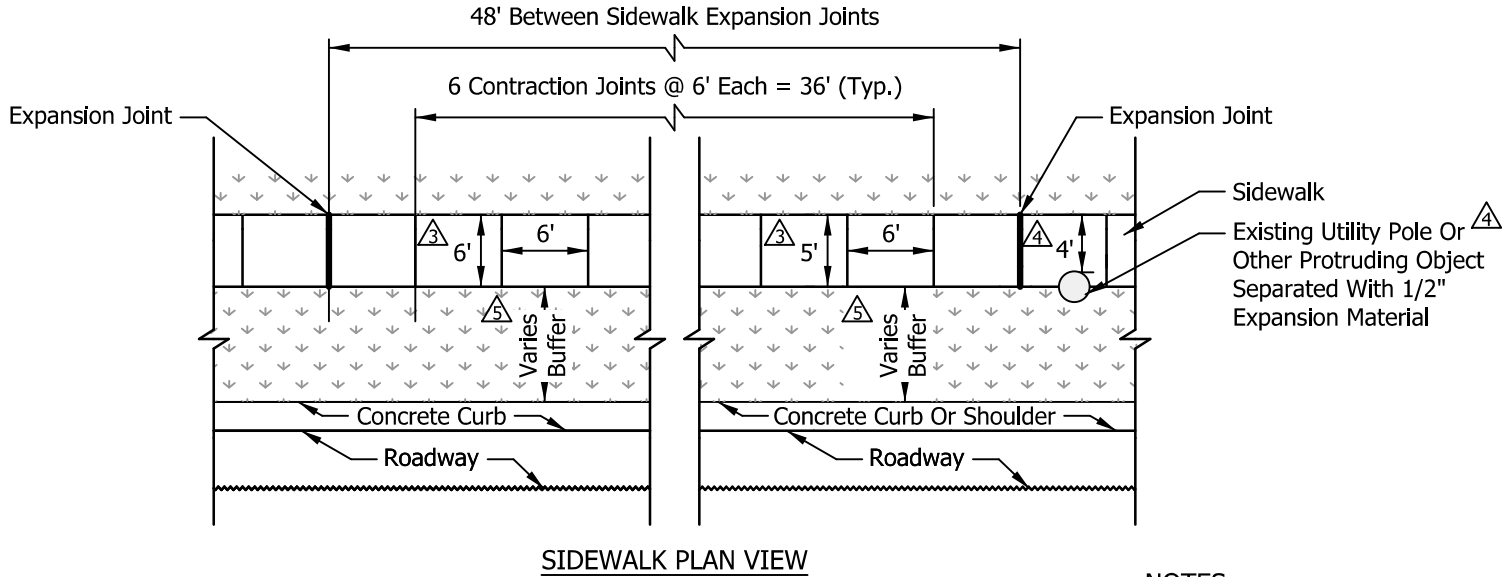 48' Between Sidewalk Expansion Joints
6 Contraction Joints @ 6' Each = 36' (Typ.)
Expansion Joint
Expansion Joint
Sidewalk
Existing Utility Pole Or 4
Other Protruding Object
Separated With 1/2"
Expansion Material
3 6'
6'
3 5'
6'
4 4'
5
Varies
Buffer
5
Varies
Buffer
Concrete Curb
Concrete Curb Or Shoulder
Roadway
Roadway
SIDEWALK PLAN VIEW